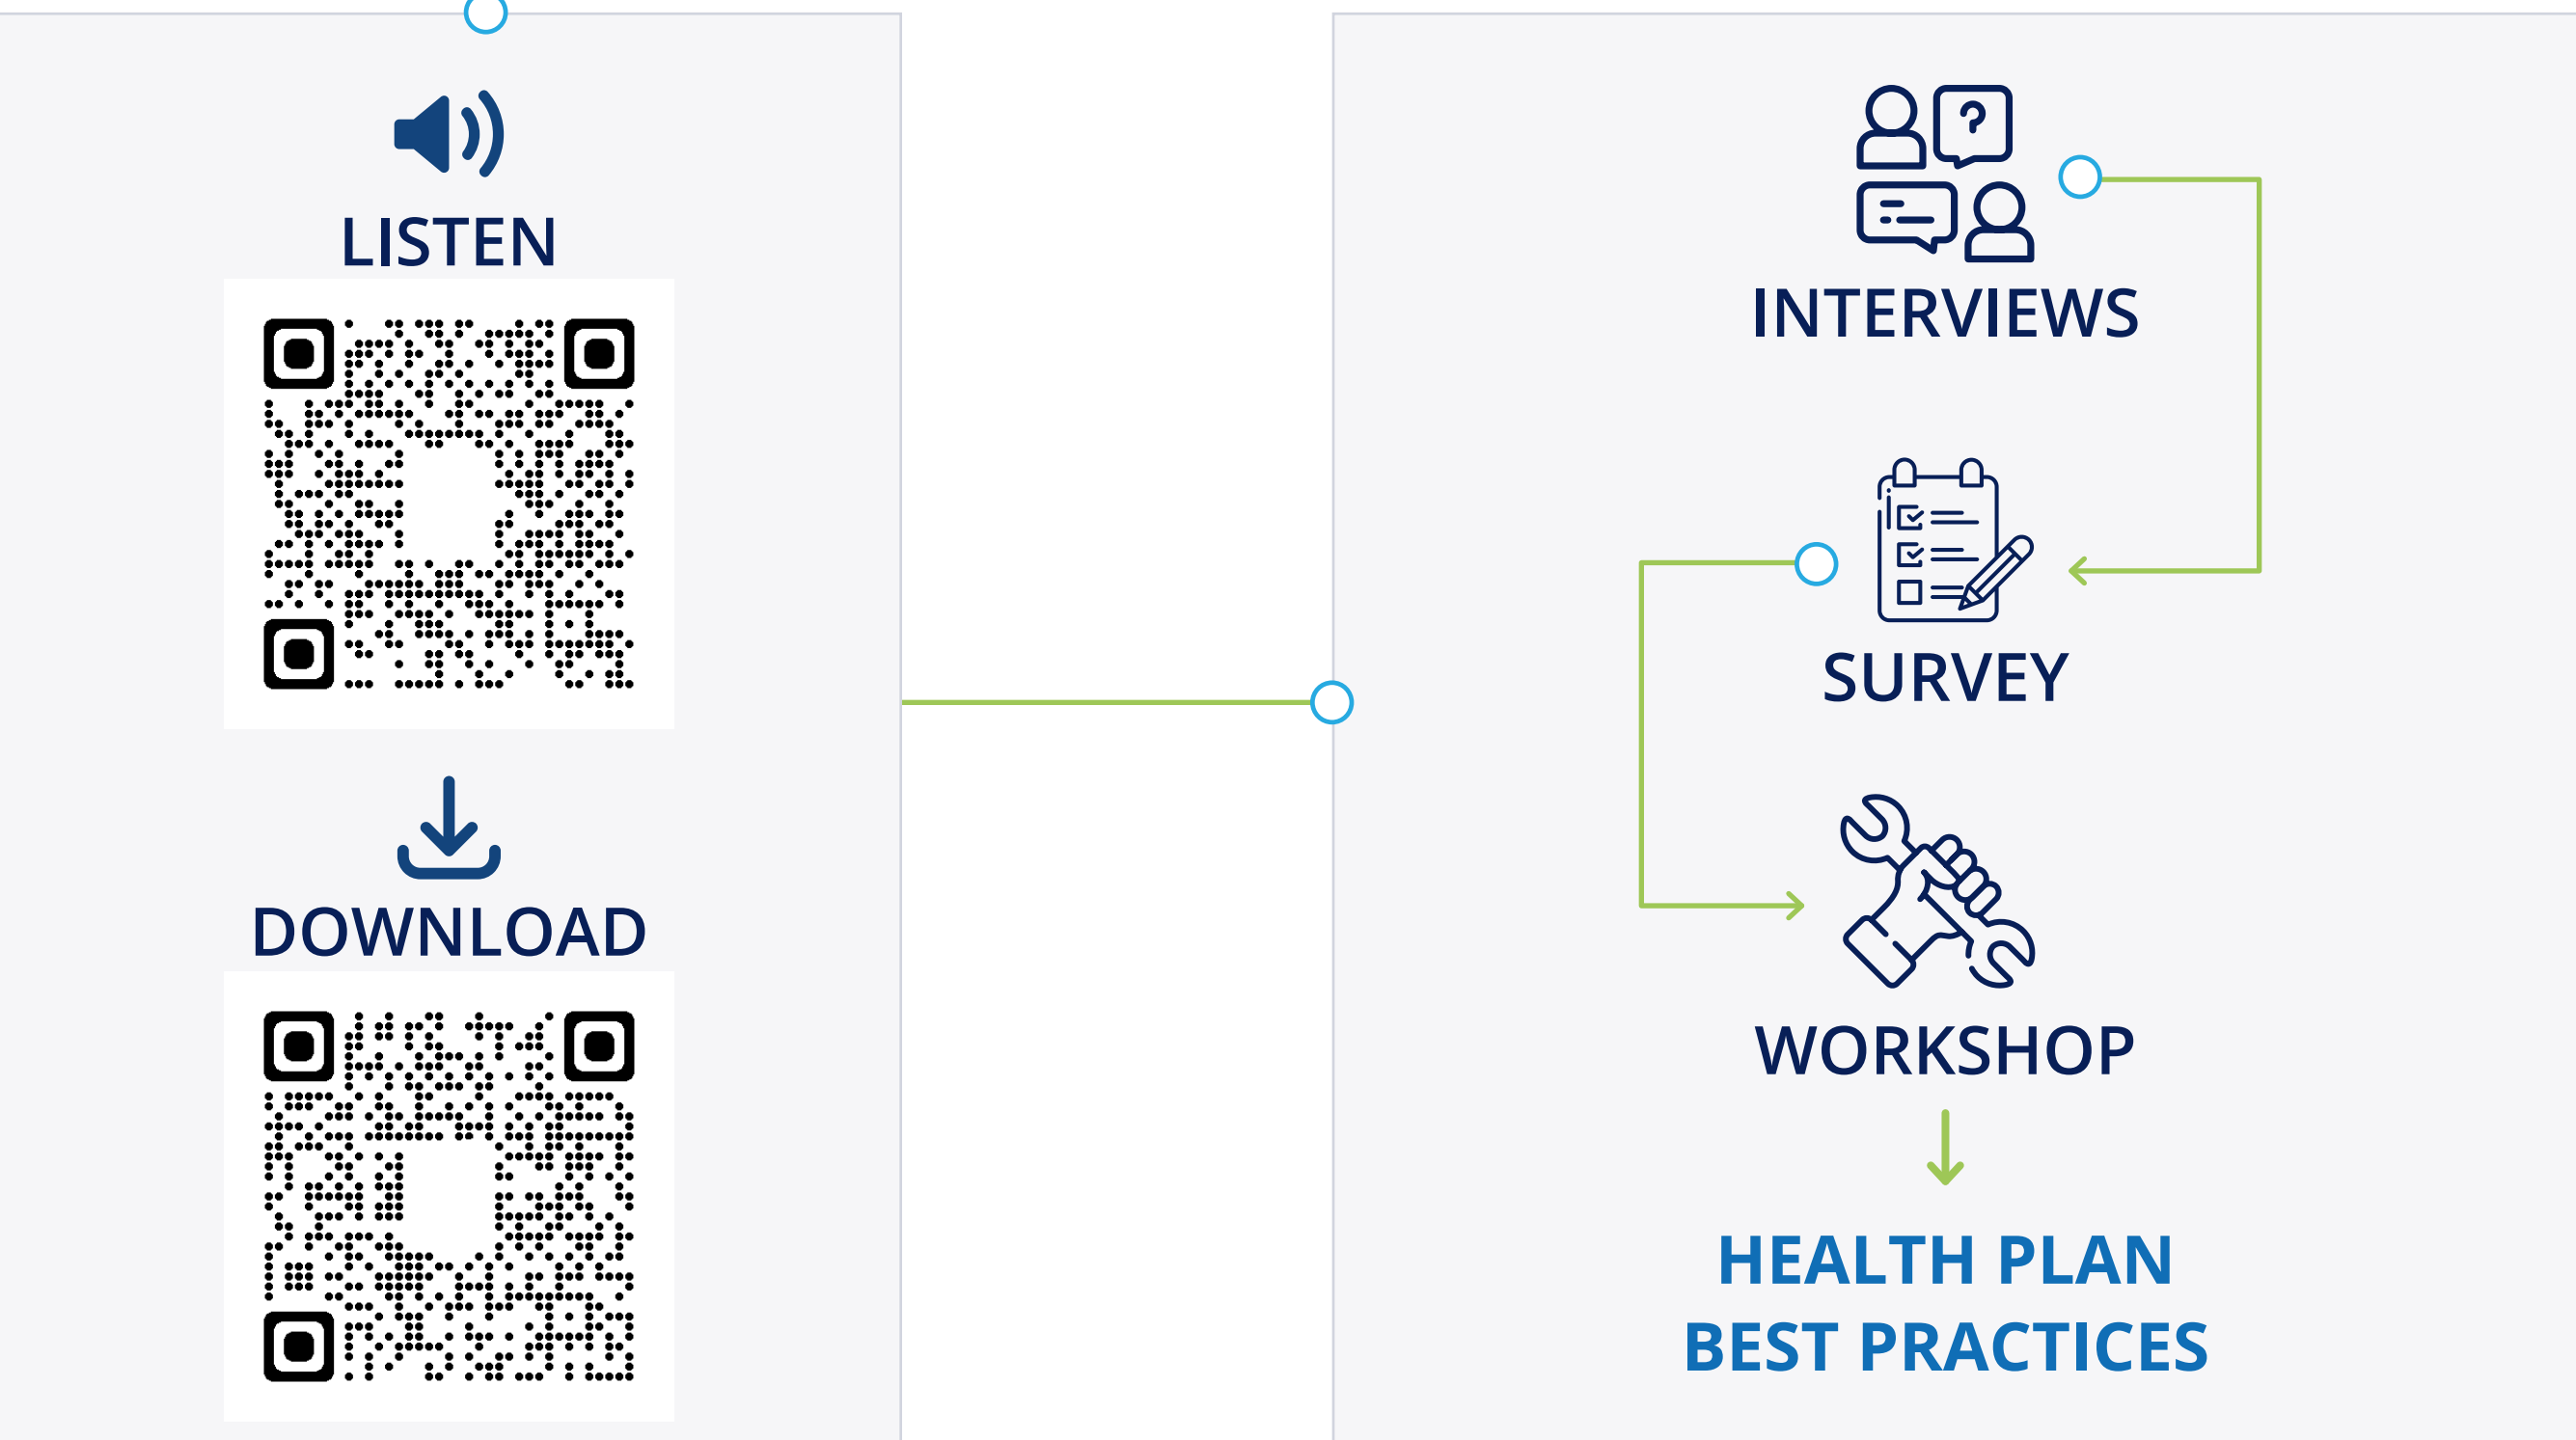 LISTEN
DOWNLOAD
INTERVIEWS
?
SURVEY
WORKSHOP
HEALTH PLAN
BEST PRACTICES